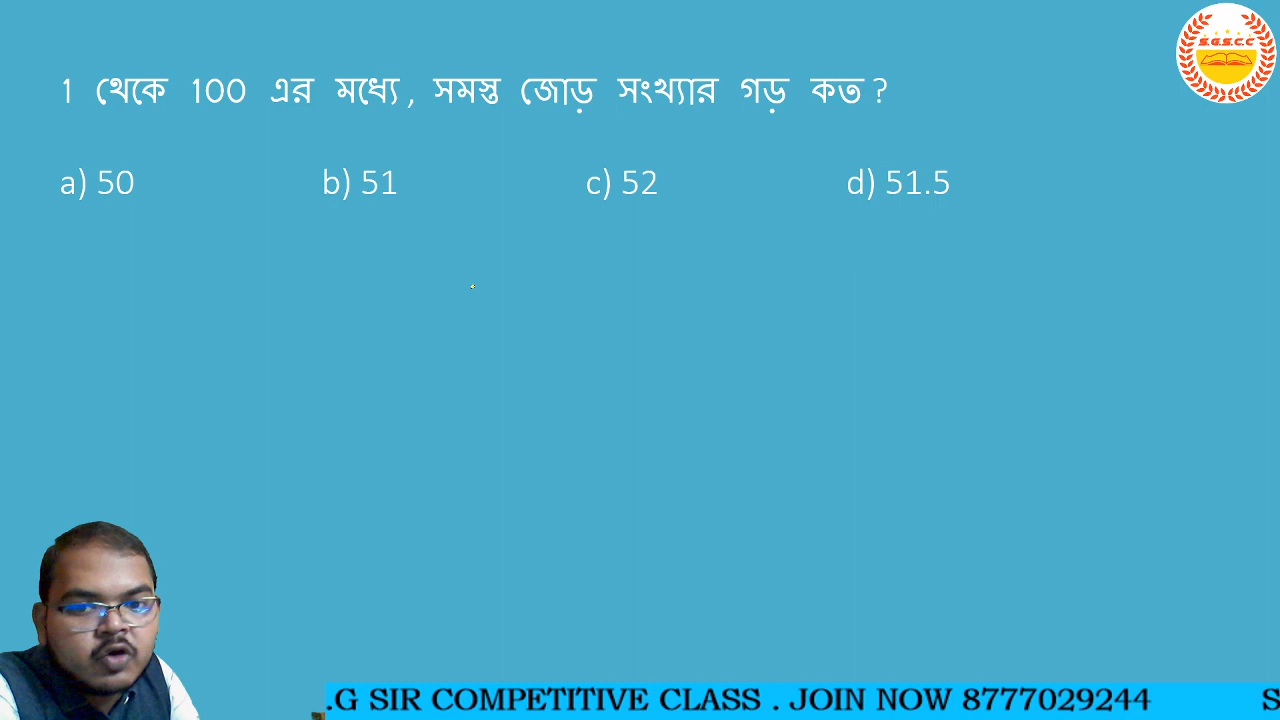 S.G.S.C.C
1 থেকে 100 এর মধ্যে, সমস্ত জোড় সংখ্যার গড় কত?
a) 50 b) 51 c) 52 d) 51.5
.G SIR COMPETITIVE CLASS . JOIN NOW 8777029244 S